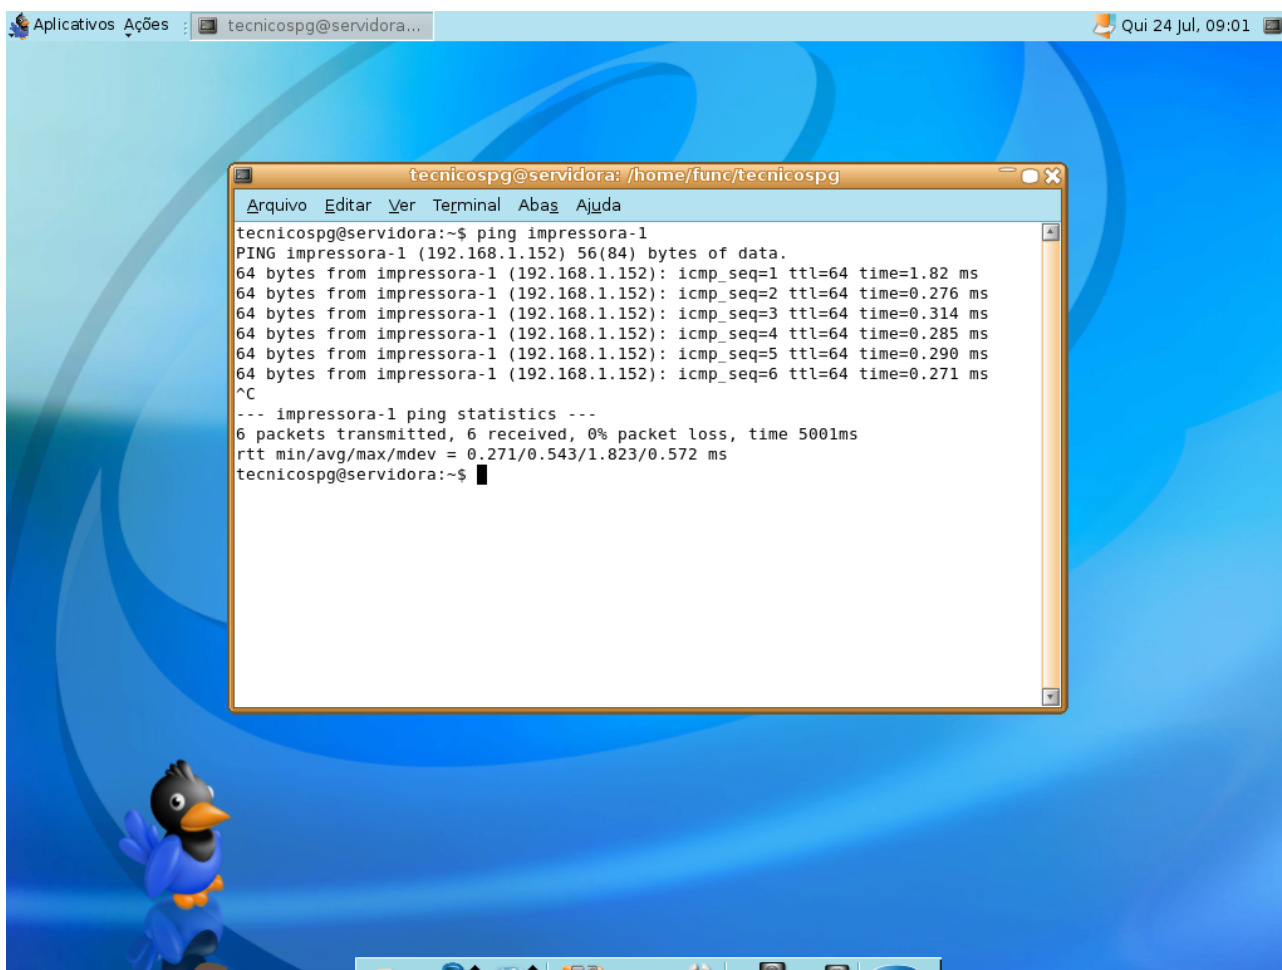 Aplicativos Ações tecnicospg@servidora... Qui 24 Jul, 09:01
tecnicospg@servidora: /home/func/tecnicospg
Arquivo Editar Ver Terminal Abas Ajuda
tecnicospg@servidora:~$ ping impressora-1
PING impressora-1 (192.168.1.152) 56(84) bytes of data.
64 bytes from impressora-1 (192.168.1.152): icmp_seq=1 ttl=64 time=1.82 ms
64 bytes from impressora-1 (192.168.1.152): icmp_seq=2 ttl=64 time=0.276 ms
64 bytes from impressora-1 (192.168.1.152): icmp_seq=3 ttl=64 time=0.314 ms
64 bytes from impressora-1 (192.168.1.152): icmp_seq=4 ttl=64 time=0.285 ms
64 bytes from impressora-1 (192.168.1.152): icmp_seq=5 ttl=64 time=0.290 ms
64 bytes from impressora-1 (192.168.1.152): icmp_seq=6 ttl=64 time=0.271 ms
^C
--- impressora-1 ping statistics ---
6 packets transmitted, 6 received, 0% packet loss, time 5001ms
rtt min/avg/max/mdev = 0.271/0.543/1.823/0.572 ms
tecnicospg@servidora:~$